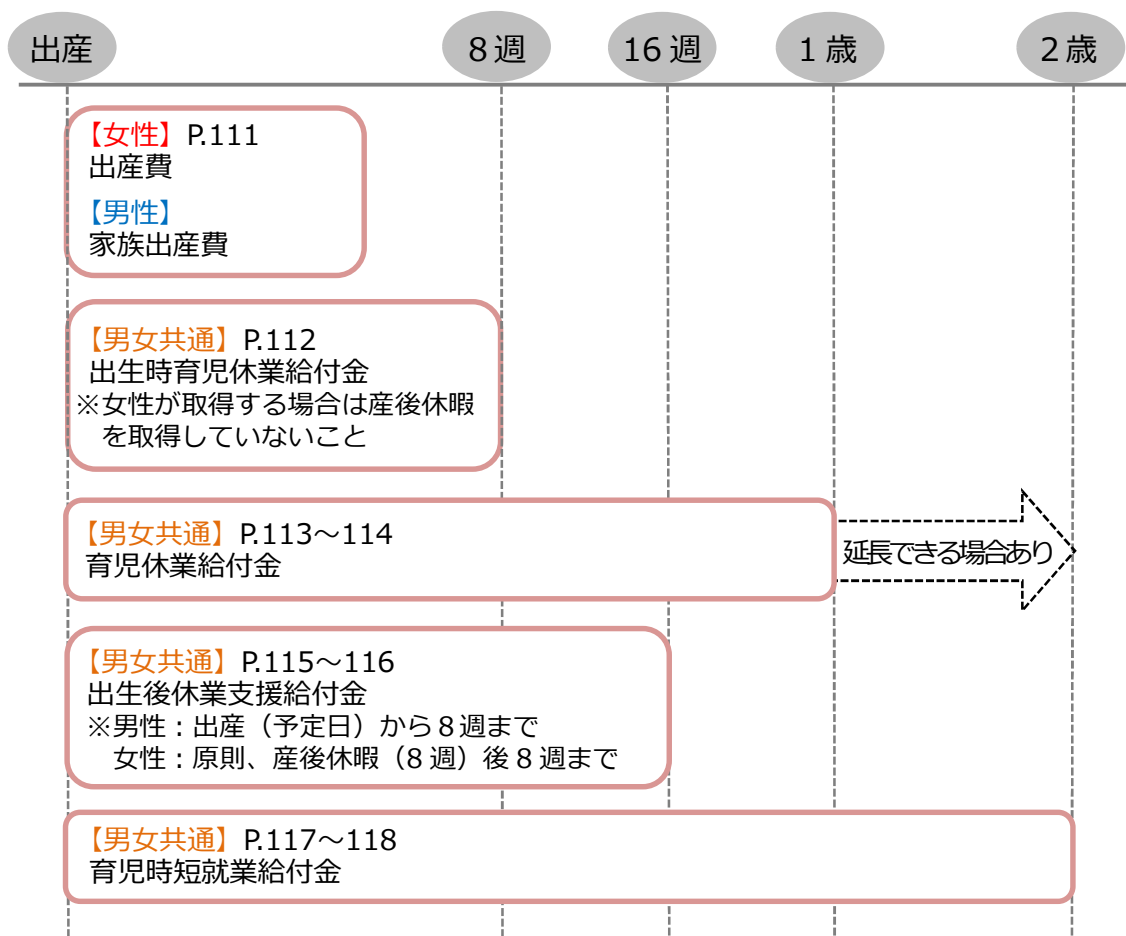 出産 8週 16週 1歳 2歳
【女性】P.111
出産費
【男性】
家族出産費
【男女共通】P.112
出生時育児休業給付金
※女性が取得する場合は産後休暇
を取得していないこと
【男女共通】P.113～114
育児休業給付金
延長できる場合あり
【男女共通】P.115～116
出生後休業支援給付金
※男性：出産（予定日）から８週まで
女性：原則、産後休暇（8週）後８週まで
【男女共通】P.117～118
育児時短就業給付金